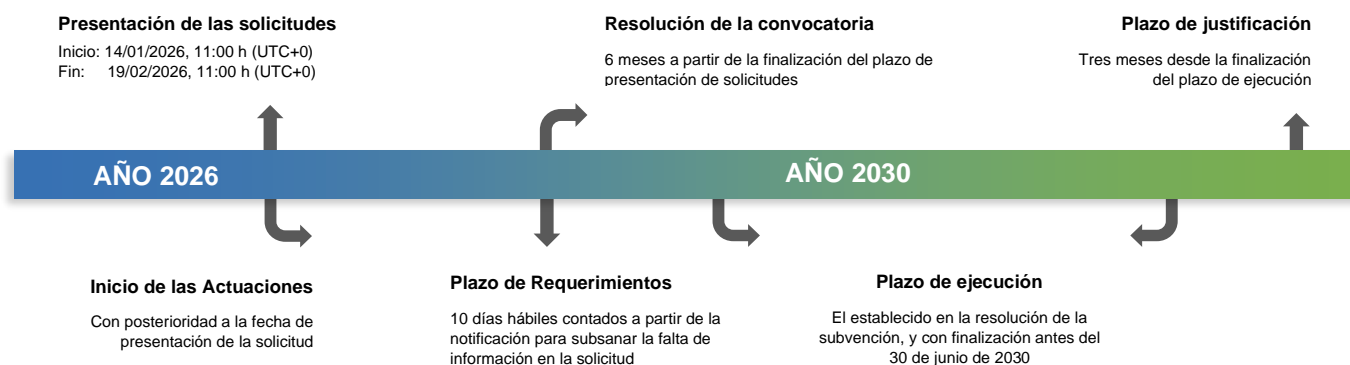 Presentación de las solicitudes
Inicio: 14/01/2026, 11:00 h (UTC+0)
Fin: 19/02/2026, 11:00 h (UTC+0)
Resolución de la convocatoria
6 meses a partir de la finalización del plazo de
presentación de solicitudes
Plazo de justificación
Tres meses desde la finalización
del plazo de ejecución
AÑO 2026
AÑO 2030
Inicio de las Actuaciones
Con posterioridad a la fecha de
presentación de la solicitud
Plazo de Requerimientos
10 días hábiles contados a partir de la
notificación para subsanar la falta de
información en la solicitud
Plazo de ejecución
El establecido en la resolución de la
subvención, y con finalización antes del
30 de junio de 2030